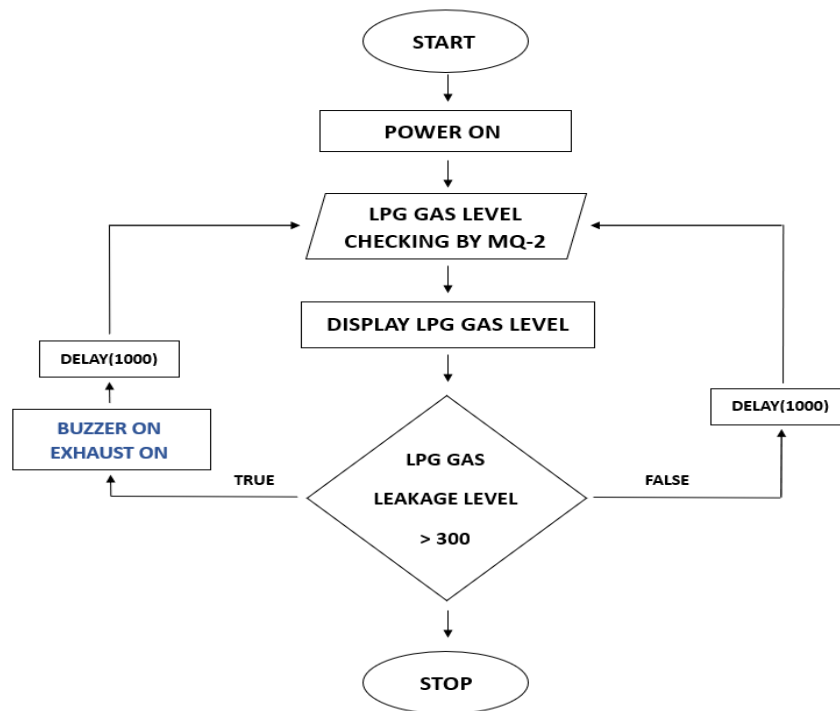 START
POWER ON
LPG GAS LEVEL
CHECKING BY MQ-2
DISPLAY LPG GAS LEVEL
DELAY(1000)
BUZZER ON
EXHAUST ON
TRUE
LPG GAS
LEAKAGE LEVEL
> 300
FALSE
DELAY(1000)
STOP